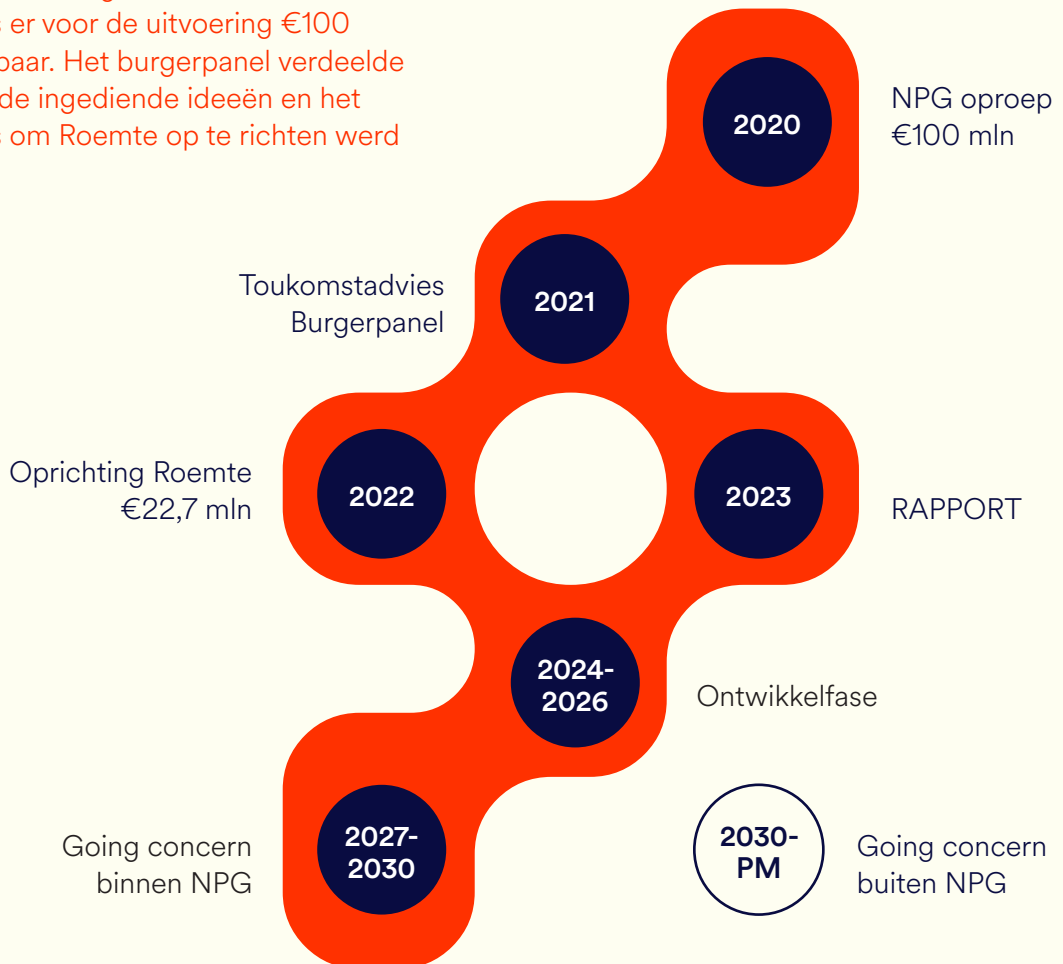 s er voor de uitvoering €100
baar. Het burgerpanel verdeelde
de ingediende ideeën en het
s om Roemte op te richten werd
2020
NPG oproep
€100 mln
Toukomstadvies
Burgerpanel
2021
Oprichting Roemte
€22,7 mln
2022
2023
RAPPORT
2024-
2026
Ontwikkelfase
Going concern
binnen NPG
2027-
2030
2030-
PM
Going concern
buiten NPG